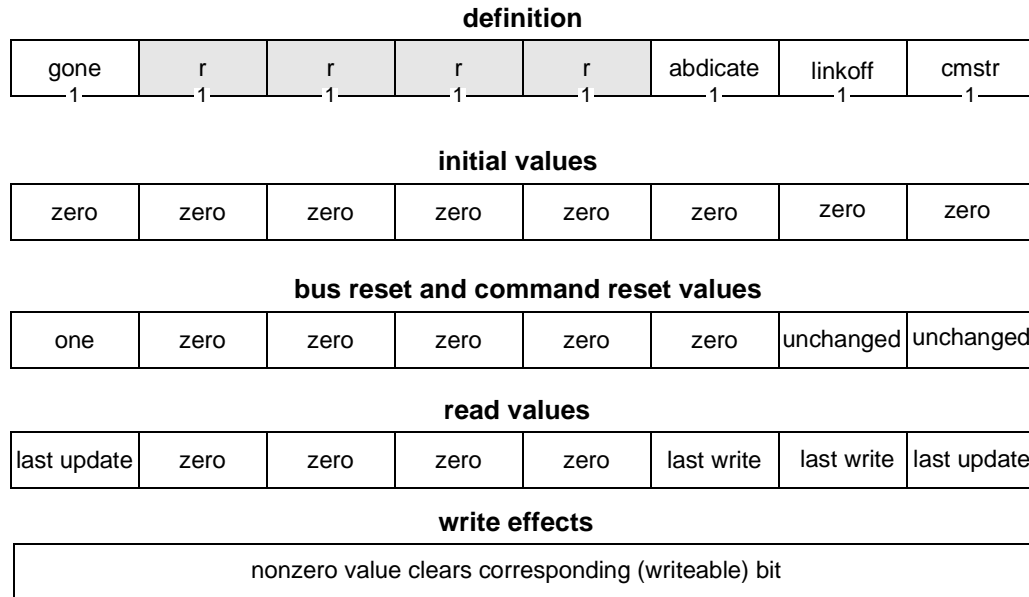 definition
gone r r r r abdicate linkoff cmstr
1 1 1 1 1 1 1 1
initial values
zero zero zero zero zero zero zero zero
bus reset and command reset values
one zero zero zero zero zero unchanged unchanged
read values
last update zero zero zero zero last write last write last update
write effects
nonzero value clears corresponding (writeable) bit